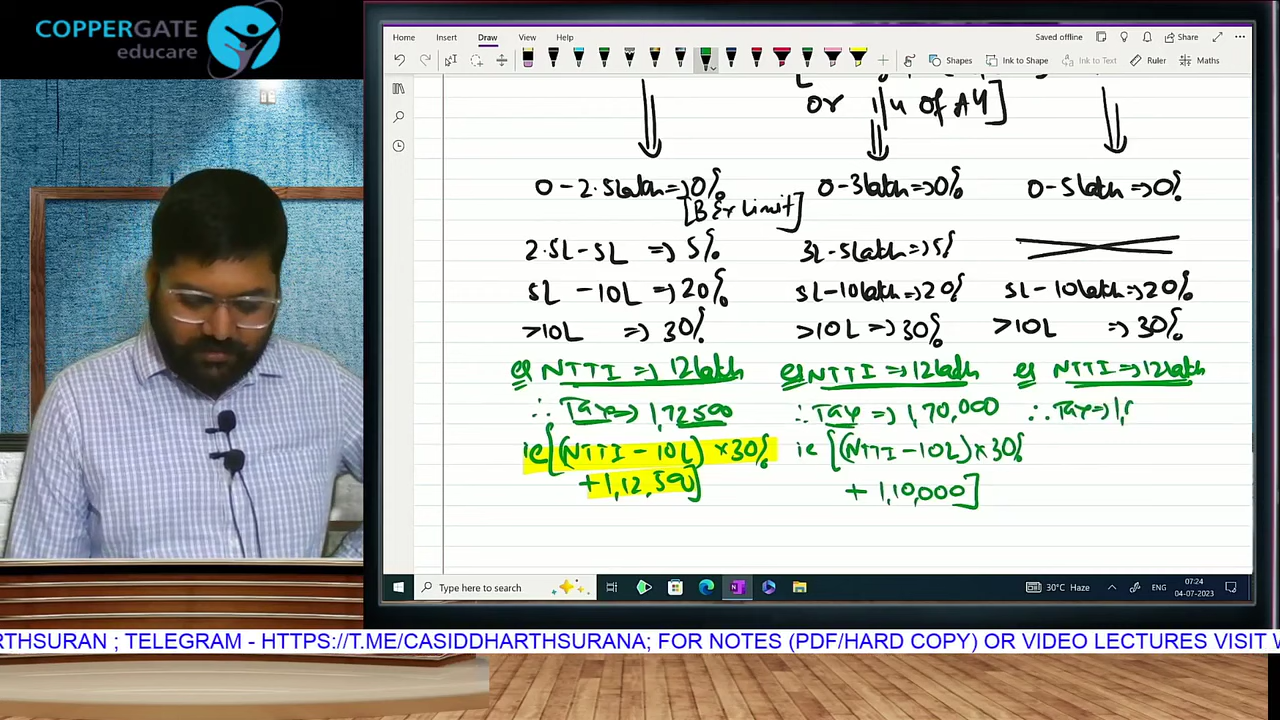 COPPERGATE
educare
Home Insert Draw View Help
Saved offline
Share
Shapes
Ink to Shape
Ink to Text
Ruler
Maths
or of AY]
0 - 2.5lakh => 0%
[B Ex Limit]
0 - 3lakh => 0%
0 - 5lakh => 0%
2.5L - 5L => 5%
3L - 5lakh => 5%
5L - 10L => 20%
5L - 10lakh => 20%
5L - 10lakh => 20%
>10L => 30%
>10L => 30%
>10L => 30%
eg NTTI => 12lakh
eg NTTI => 12lakh
eg NTTI => 12lakh
∴ Tax => 1,72,500
∴ Tax => 1,70,000
∴ Tax => 1,
ie [(NTTI - 10L) × 30%
+ 1,12,500]
ie [(NTTI - 10L) × 30%
+ 1,10,000]
Type here to search
30°C Haze
ENG
07:24
04-07-2023
RTHSURAN ; TELEGRAM - HTTPS://T.ME/CASIDDHARTHSURANA; FOR NOTES (PDF/HARD COPY) OR VIDEO LECTURES VISIT W